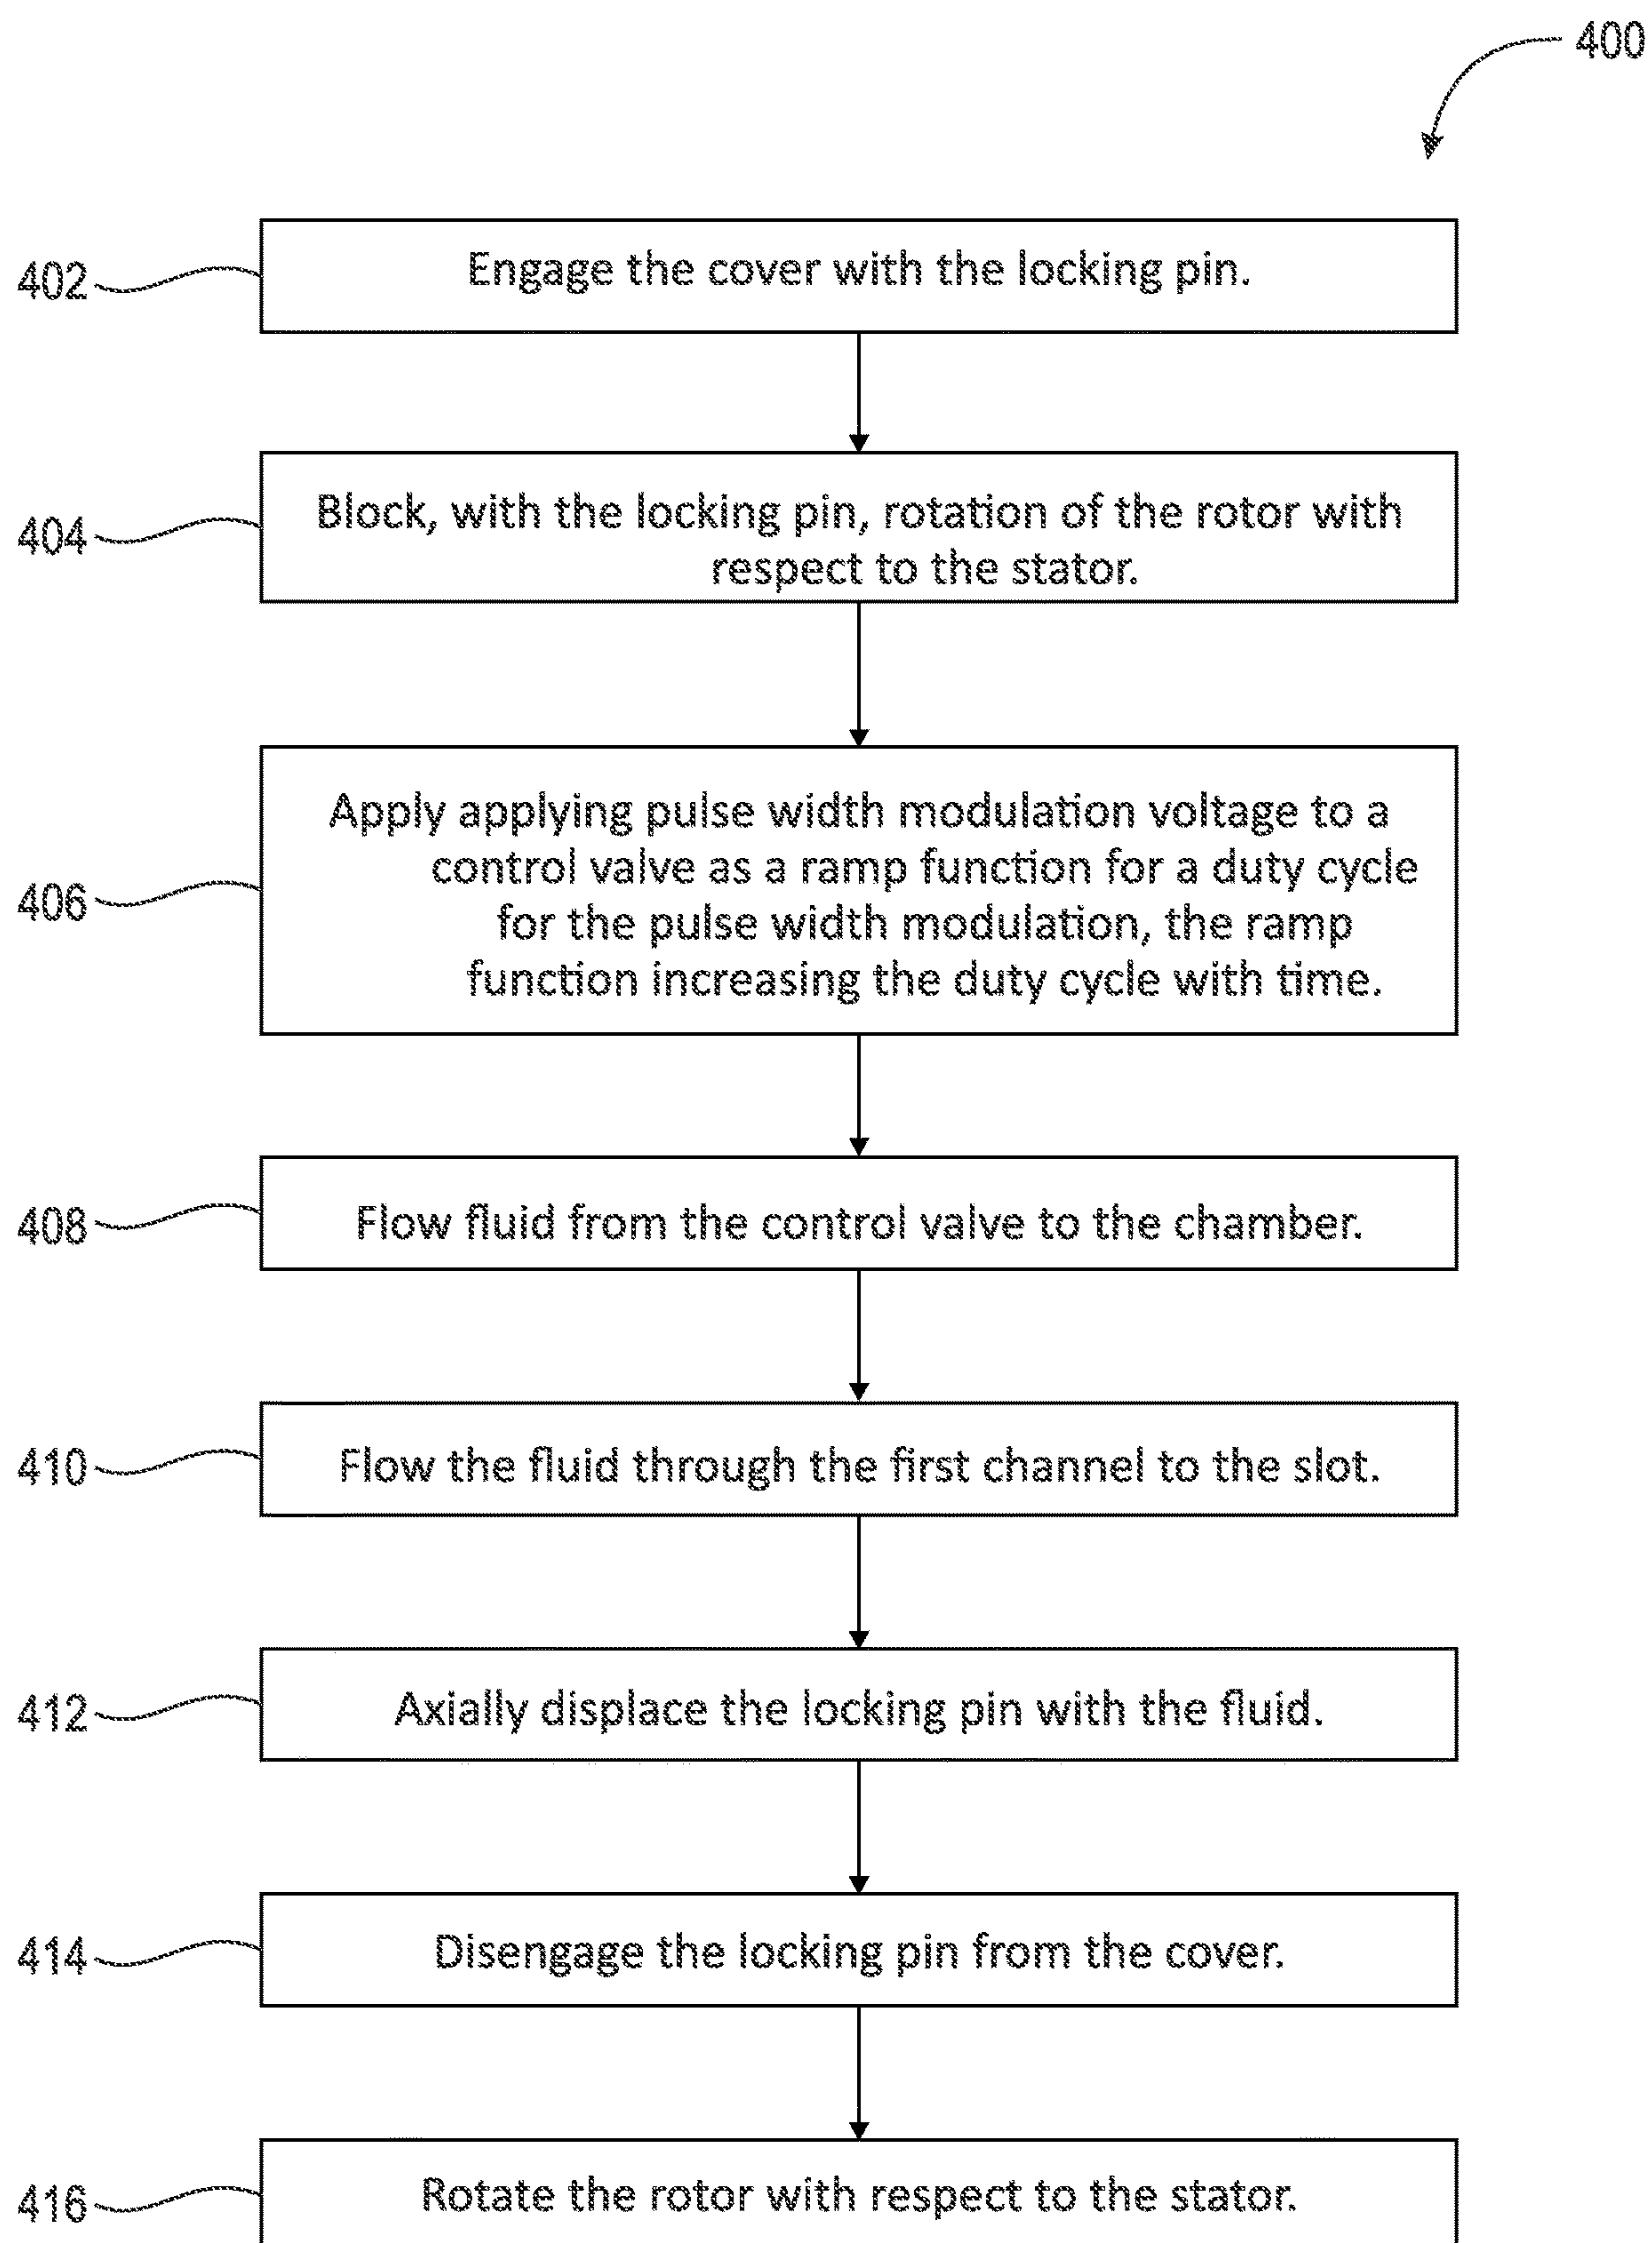 400
402
Engage the cover with the locking pin.
404
Block, with the locking pin, rotation of the rotor with
respect to the stator.
406
Apply applying pulse width modulation voltage to a
control valve as a ramp function for a duty cycle
for the pulse width modulation, the ramp
function increasing the duty cycle with time.
408
Flow fluid from the control valve to the chamber.
410
Flow the fluid through the first channel to the slot.
412
Axially displace the locking pin with the fluid.
414
Disengage the locking pin from the cover.
416
Rotate the rotor with respect to the stator.